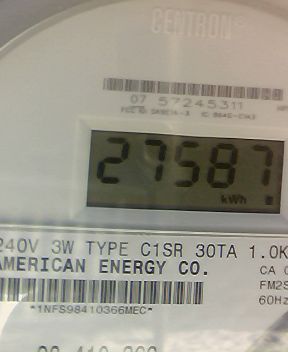 CENTRON®
07 57245311
27587
kWh
240V 3W TYPE C1SR 30TA 1.0K
AMERICAN ENERGY CO.
CA
FM2S
60Hz
*1NFS98410366MEC*